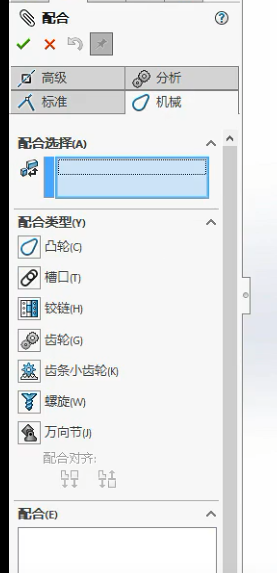 配合
高级 分析
标准 机械
配合选择(A)
配合类型(Y)
凸轮(C)
槽口(T)
铰链(H)
齿轮(G)
齿条小齿轮(K)
螺旋(W)
万向节(J)
配合对齐:
配合(E)